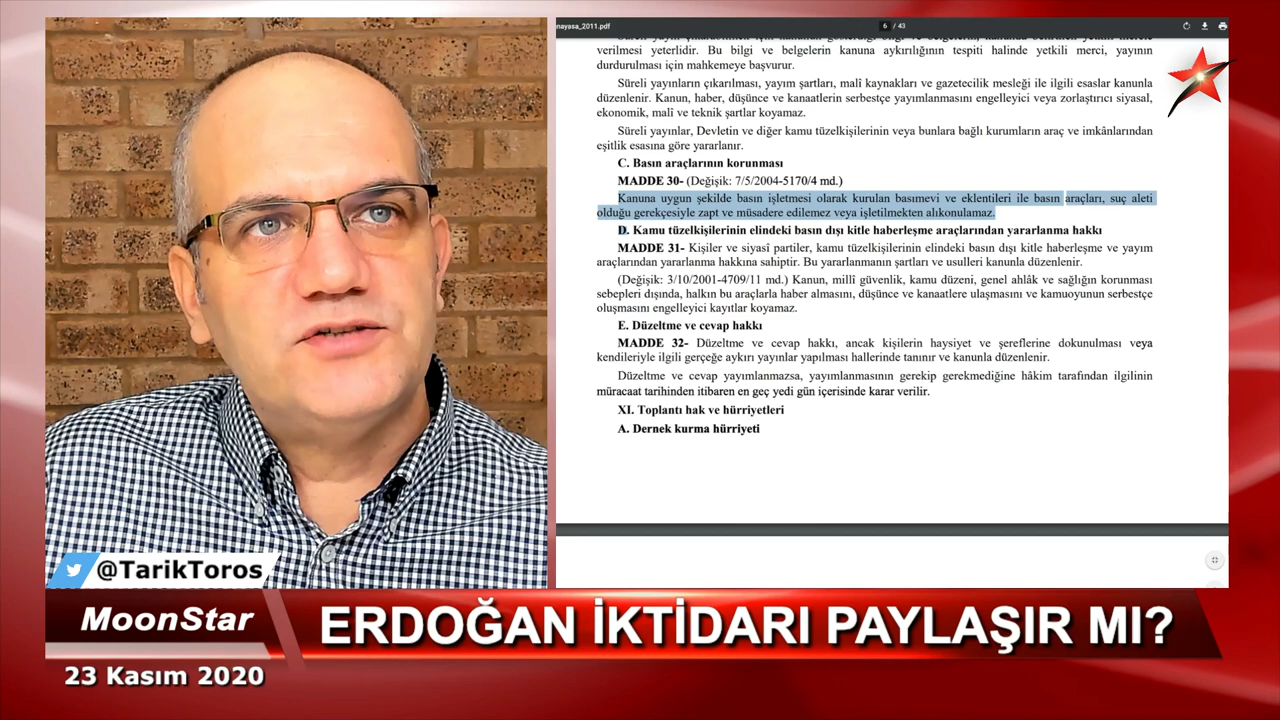 nayasa_2011.pdf
6 / 43
verilmesi yeterlidir. Bu bilgi ve belgelerin kanuna aykırılığının tespiti halinde yetkili merci, yayının
durdurulması için mahkemeye başvurur.
Süreli yayınların çıkarılması, yayım şartları, malî kaynakları ve gazetecilik mesleği ile ilgili esaslar kanunla
düzenlenir. Kanun, haber, düşünce ve kanaatlerin serbestçe yayımlanmasını engelleyici veya zorlaştırıcı siyasal,
ekonomik, malî ve teknik şartlar koyamaz.
Süreli yayınlar, Devletin ve diğer kamu tüzelkişilerinin veya bunlara bağlı kurumların araç ve imkânlarından
eşitlik esasına göre yararlanır.
C. Basın araçlarının korunması
MADDE 30- (Değişik: 7/5/2004-5170/4 md.)
Kanuna uygun şekilde basın işletmesi olarak kurulan basımevi ve eklentileri ile basın araçları, suç aleti
olduğu gerekçesiyle zapt ve müsadere edilemez veya işletilmekten alıkonulamaz.
D. Kamu tüzelkişilerinin elindeki basın dışı kitle haberleşme araçlarından yararlanma hakkı
MADDE 31- Kişiler ve siyasî partiler, kamu tüzelkişilerinin elindeki basın dışı kitle haberleşme ve yayım
araçlarından yararlanma hakkına sahiptir. Bu yararlanmanın şartları ve usulleri kanunla düzenlenir.
(Değişik: 3/10/2001-4709/11 md.) Kanun, millî güvenlik, kamu düzeni, genel ahlâk ve sağlığın korunması
sebepleri dışında, halkın bu araçlarla haber almasını, düşünce ve kanaatlere ulaşmasını ve kamuoyunun serbestçe
oluşmasını engelleyici kayıtlar koyamaz.
E. Düzeltme ve cevap hakkı
MADDE 32- Düzeltme ve cevap hakkı, ancak kişilerin haysiyet ve şereflerine dokunulması veya
kendileriyle ilgili gerçeğe aykırı yayınlar yapılması hallerinde tanınır ve kanunla düzenlenir.
Düzeltme ve cevap yayımlanmazsa, yayımlanmasının gerekip gerekmediğine hâkim tarafından ilgilinin
müracaat tarihinden itibaren en geç yedi gün içerisinde karar verilir.
XI. Toplantı hak ve hürriyetleri
A. Dernek kurma hürriyeti
@TarikToros
MoonStar
ERDOĞAN İKTİDARI PAYLAŞIR MI?
23 Kasım 2020